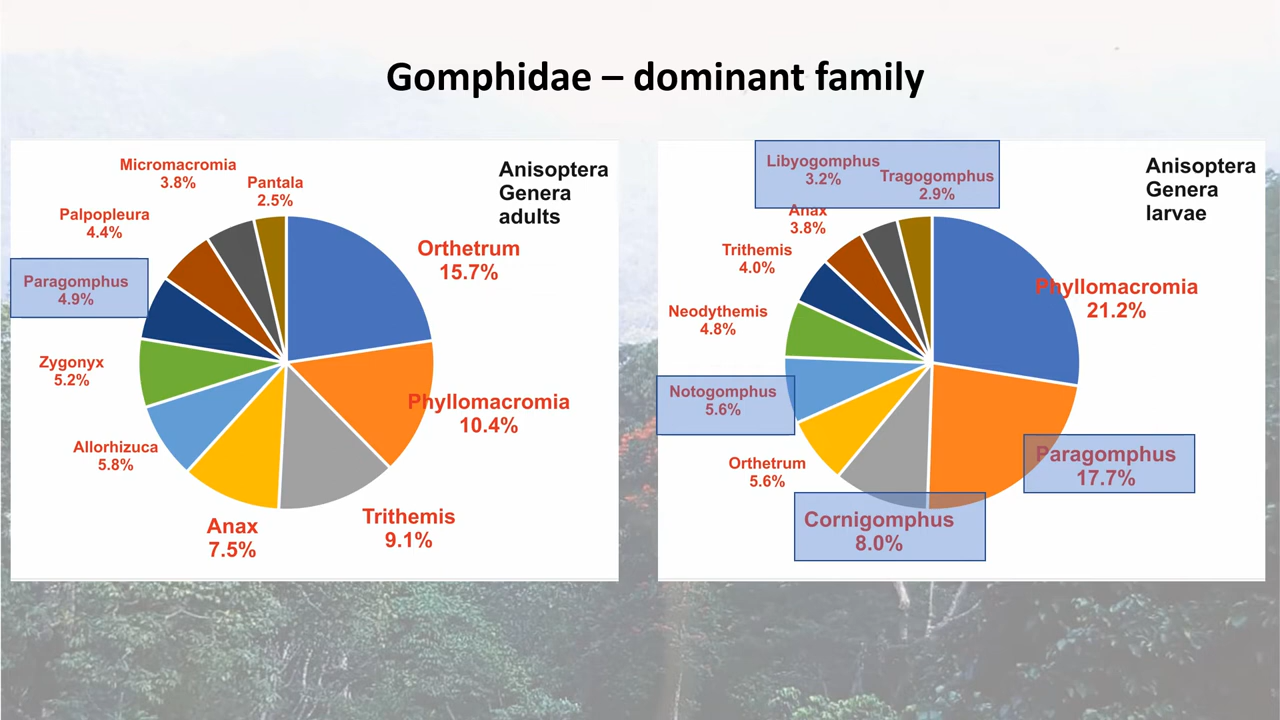 Gomphidae – dominant family
Anisoptera
Genera
adults
Micromacromia
3.8%
Pantala
2.5%
Palpopleura
4.4%
Orthetrum
15.7%
Paragomphus
4.9%
Zygonyx
5.2%
Phyllomacromia
10.4%
Allorhizuca
5.8%
Anax
7.5%
Trithemis
9.1%
Anisoptera
Genera
larvae
Libyogomphus
3.2%
Tragogomphus
2.9%
Anax
3.8%
Trithemis
4.0%
Phyllomacromia
21.2%
Neodythemis
4.8%
Notogomphus
5.6%
Paragomphus
17.7%
Orthetrum
5.6%
Cornigomphus
8.0%